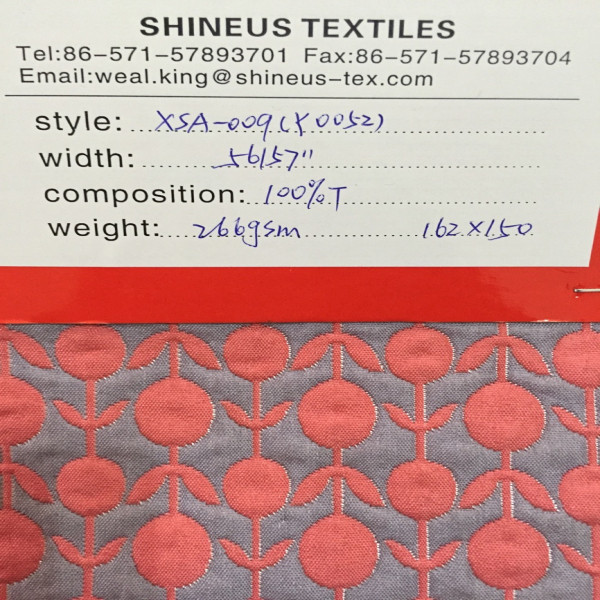 SHINEUS TEXTILES
Tel:86-571-57893701 Fax:86-571-57893704
Email:weal.king@shineus-tex.com
style: XSA-009(Y0052)
width: 56/57"
composition: 100%T
weight: 266gsm 162X150